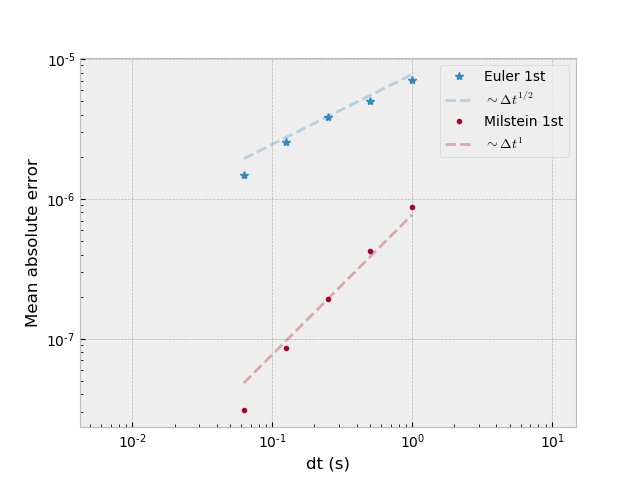 10⁻⁵
10⁻⁶
10⁻⁷
Mean absolute error
Euler 1st
~ Δt^{1/2}
Milstein 1st
~ Δt¹
10⁻²
10⁻¹
10⁰
10¹
dt (s)